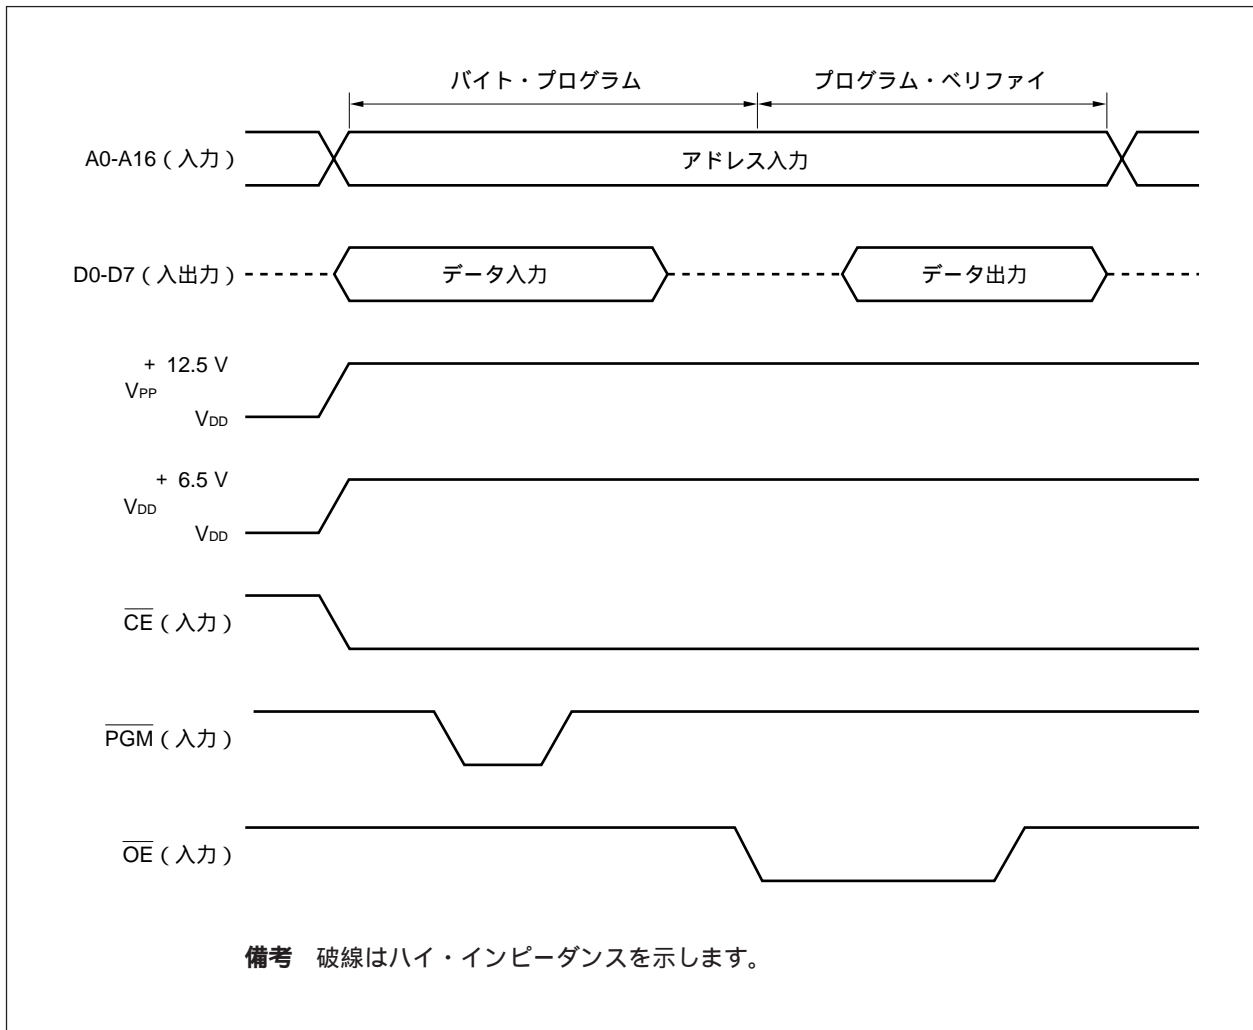 バイト・プログラム
プログラム・ベリファイ
A0-A16(入力)
アドレス入力
D0-D7(入出力)
データ入力
データ出力
+ 12.5 V
VPP
VDD
+ 6.5 V
VDD
VDD
CE(入力)
PGM(入力)
OE(入力)
備考 破線はハイ・インピーダンスを示します。